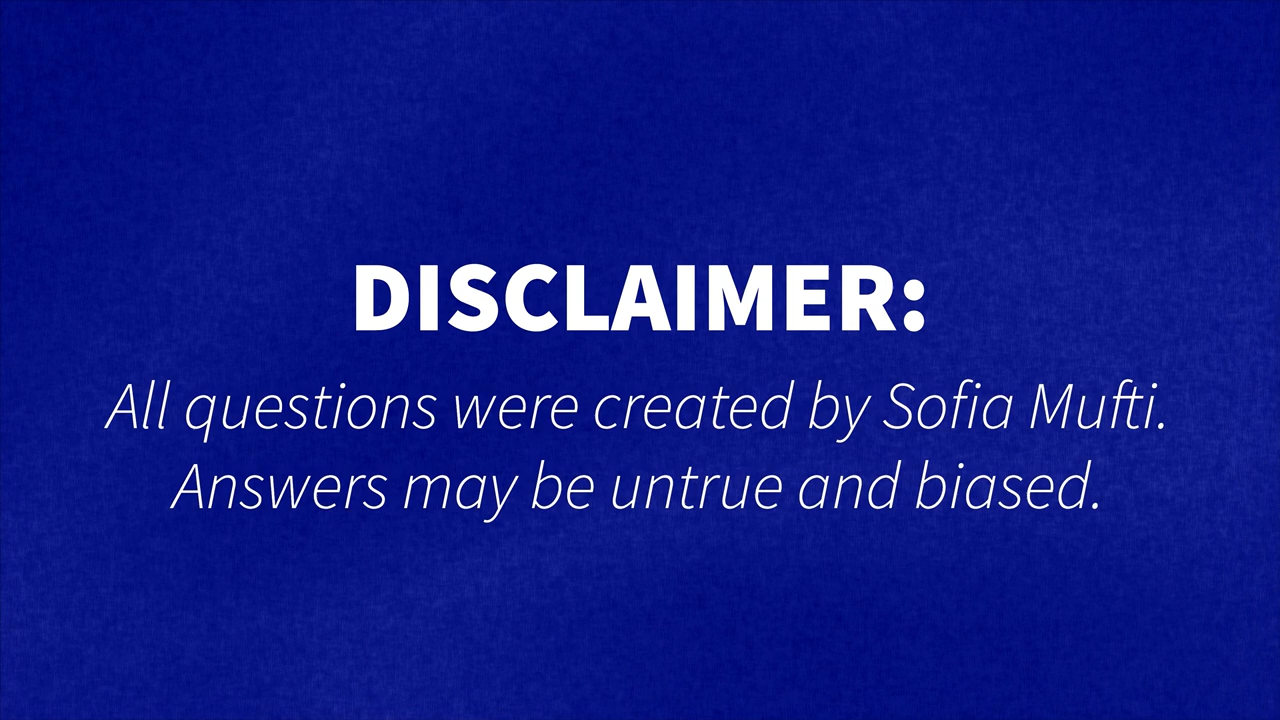 DISCLAIMER:
All questions were created by Sofia Mufti.
Answers may be untrue and biased.